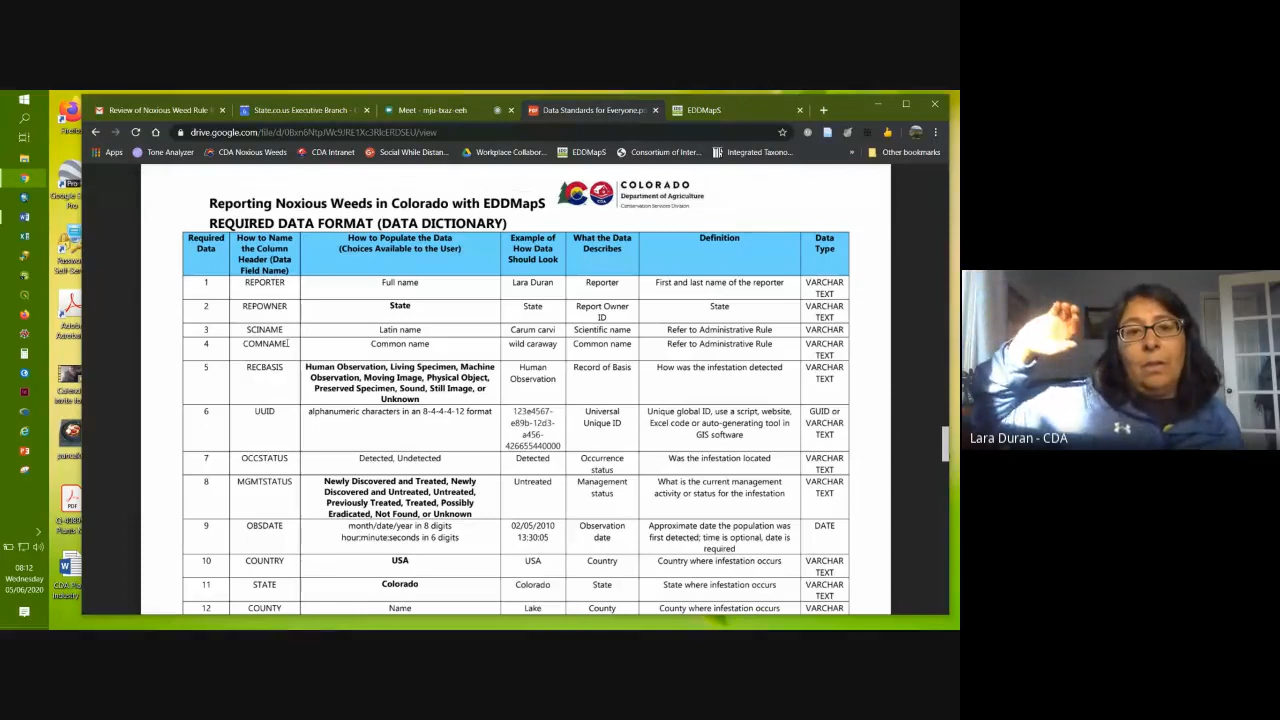 Review of Noxious Weed Rule
State.co.us Executive Branch -
Meet - mju-txaz-eeh
Data Standards for Everyone.p
EDDMapS
Apps
Tone Analyzer
CDA Noxious Weeds
CDA Intranet
Social While Distan...
Workplace Collabor...
EDDMapS
Consortium of Inter...
Integrated Taxono...
»
Other bookmarks
COLORADO
Department of Agriculture
Conservation Services Division
Reporting Noxious Weeds in Colorado with EDDMapS
REQUIRED DATA FORMAT (DATA DICTIONARY)
Required Data
How to Name the Column Header (Data Field Name)
How to Populate the Data (Choices Available to the User)
Example of How Data Should Look
What the Data Describes
Definition
Data Type
1 REPORTER Full name Lara Duran Reporter First and last name of the reporter VARCHAR TEXT
2 REPOWNER State State Report Owner ID State VARCHAR TEXT
3 SCINAME Latin name Carum carvi Scientific name Refer to Administrative Rule VARCHAR
4 COMNAME Common name wild caraway Common name Refer to Administrative Rule VARCHAR TEXT
5 RECBASIS Human Observation, Living Specimen, Machine Observation, Moving Image, Physical Object, Preserved Specimen, Sound, Still Image, or Unknown Human Observation Record of Basis How was the infestation detected VARCHAR TEXT
6 UUID alphanumeric characters in an 8-4-4-4-12 format 123e4567-e89b-12d3-a456-426655440000 Universal Unique ID Unique global ID, use a script, website, Excel code or auto-generating tool in GIS software GUID or VARCHAR TEXT
7 OCCSTATUS Detected, Undetected Detected Occurrence status Was the infestation located VARCHAR TEXT
8 MGMTSTATUS Newly Discovered and Treated, Newly Discovered and Untreated, Untreated, Previously Treated, Treated, Possibly Eradicated, Not Found, or Unknown Untreated Management status What is the current management activity or status for the infestation VARCHAR TEXT
9 OBSDATE month/date/year in 8 digits hour:minute:seconds in 6 digits 02/05/2010 13:30:05 Observation date Approximate date the population was first detected; time is optional, date is required DATE
10 COUNTRY USA USA Country Country where infestation occurs VARCHAR TEXT
11 STATE Colorado Colorado State State where infestation occurs VARCHAR TEXT
12 COUNTY Name Lake County County where infestation occurs VARCHAR
08:12
Wednesday
05/06/2020
Lara Duran - CDA